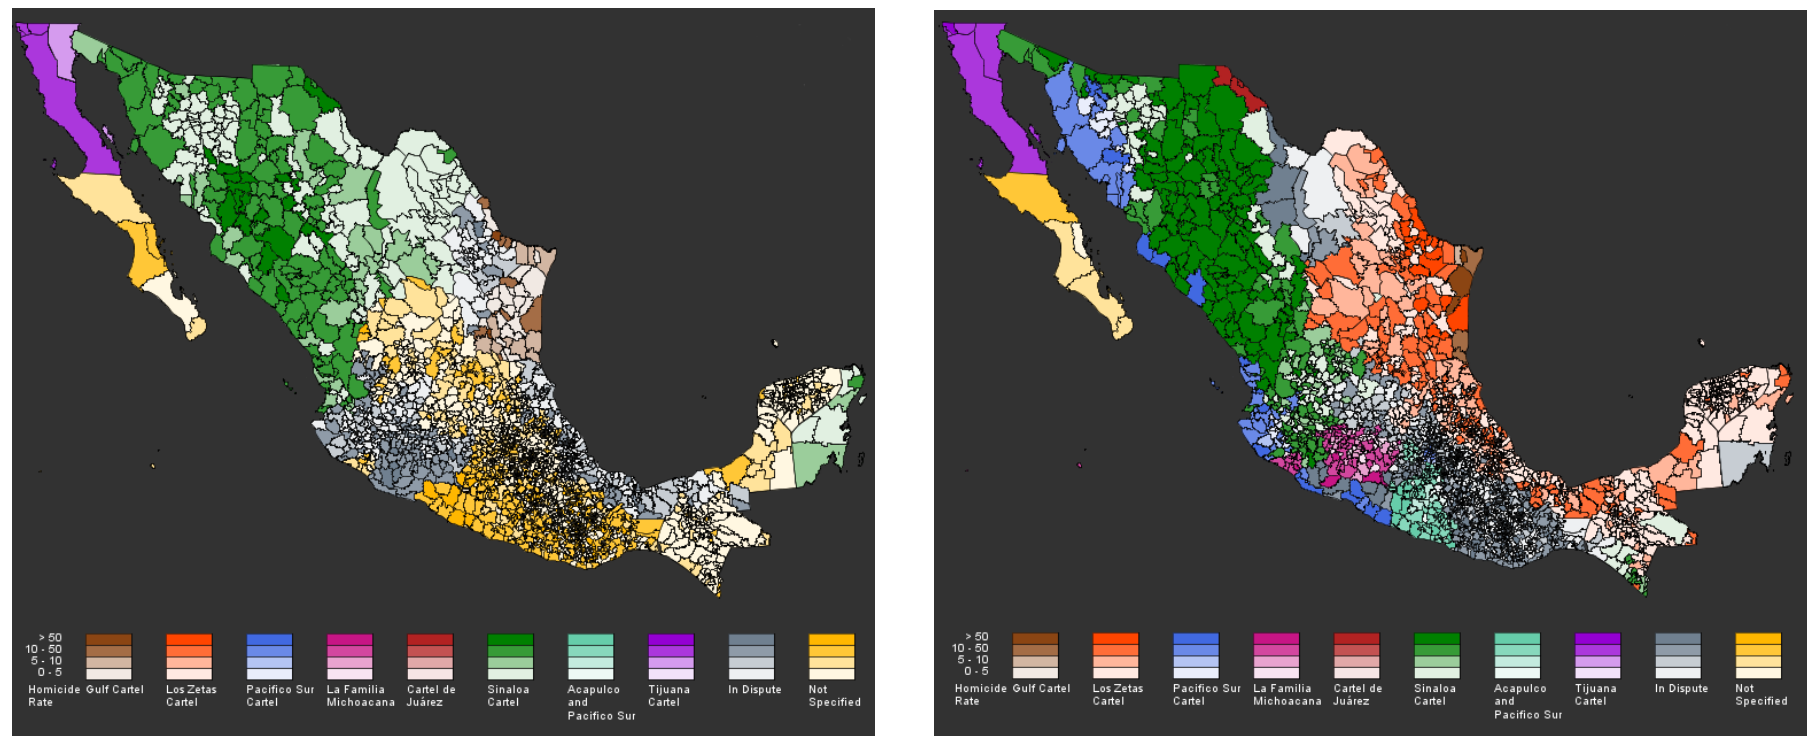 > 50
10 - 50
5 - 10
0 - 5
Homicide Rate
Gulf Cartel
Los Zetas Cartel
Pacifico Sur Cartel
La Familia Michoacana
Cartel de Juárez
Sinaloa Cartel
Acapulco and Pacifico Sur
Tijuana Cartel
In Dispute
Not Specified
> 50
10 - 50
5 - 10
0 - 5
Homicide Rate
Gulf Cartel
Los Zetas Cartel
Pacifico Sur Cartel
La Familia Michoacana
Cartel de Juárez
Sinaloa Cartel
Acapulco and Pacifico Sur
Tijuana Cartel
In Dispute
Not Specified